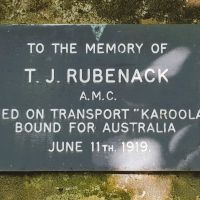 TO THE MEMORY OF
T. J. RUBENACK
A.M.C.
ED ON TRANSPORT "KAROOLA
BOUND FOR AUSTRALIA
JUNE 11TH. 1919.